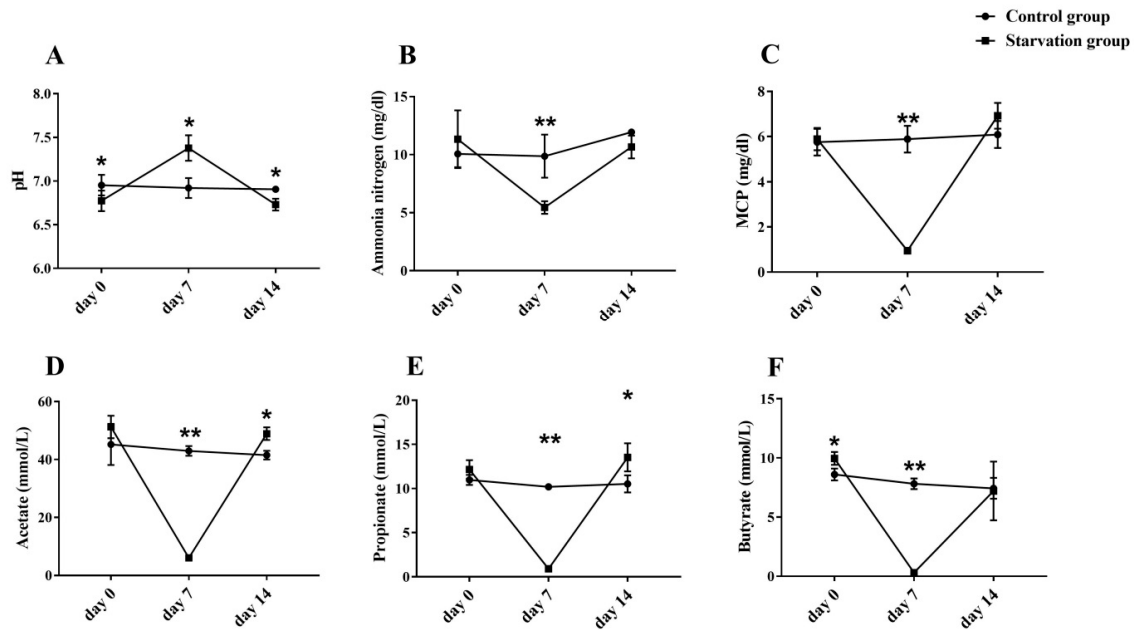 Control group
Starvation group
A
*
*
*
8.0
7.5
7.0
6.5
6.0
pH
day 0
day 7
day 14
B
**
15
10
5
0
Ammonia nitrogen (mg/dl)
day 0
day 7
day 14
C
**
8
6
4
2
0
MCP (mg/dl)
day 0
day 7
day 14
D
**
*
60
40
20
0
Acetate (mmol/L)
day 0
day 7
day 14
E
**
*
20
15
10
5
0
Propionate (mmol/L)
day 0
day 7
day 14
F
*
**
15
10
5
0
Butyrate (mmol/L)
day 0
day 7
day 14